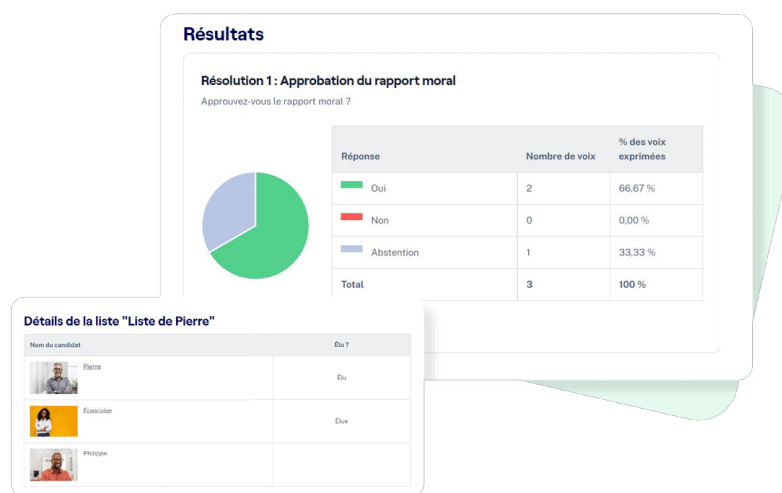 Résultats
Résolution 1 : Approbation du rapport moral
Approuvez-vous le rapport moral ?
Réponse Nombre de voix % des voix exprimées
Oui 2 66,67 %
Non 0 0,00 %
Abstention 1 33,33 %
Total 3 100 %
Détails de la liste "Liste de Pierre"
Nom du candidat Élu ?
Pierre Élu
Françoise Élue
Philippe